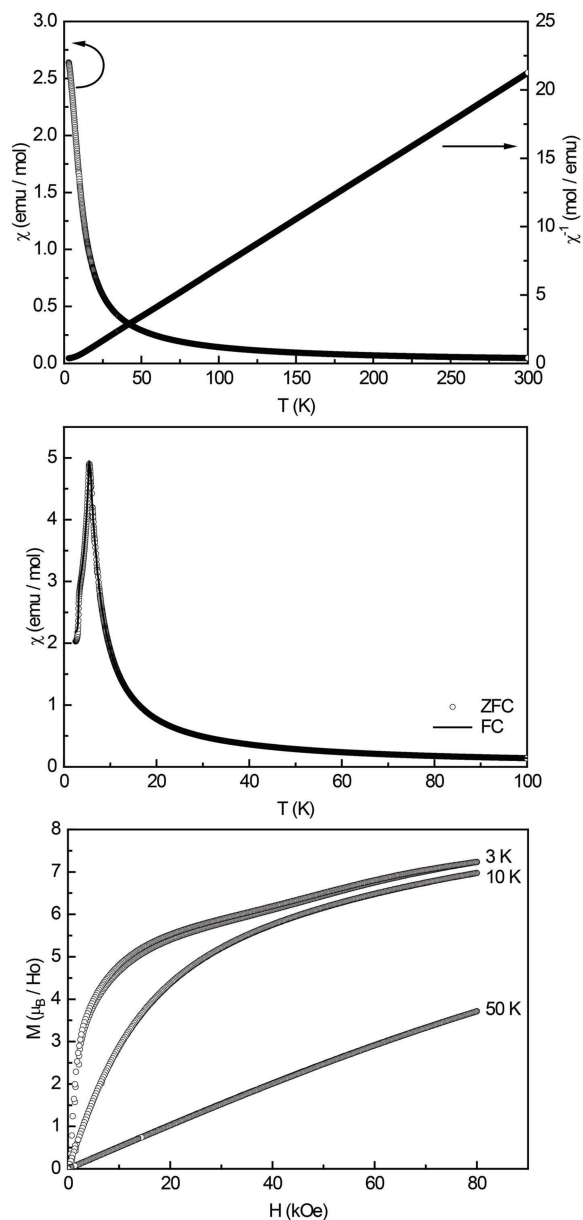 3.0
2.5
2.0
1.5
1.0
0.5
0.0
χ (emu / mol)
25
20
15
10
5
0
χ⁻¹ (mol / emu)
0 50 100 150 200 250 300
T (K)
5
4
3
2
1
0
χ (emu / mol)
ZFC
FC
0 20 40 60 80 100
T (K)
8
7
6
5
4
3
2
1
0
M (μB / Ho)
3 K
10 K
50 K
0 20 40 60 80
H (kOe)